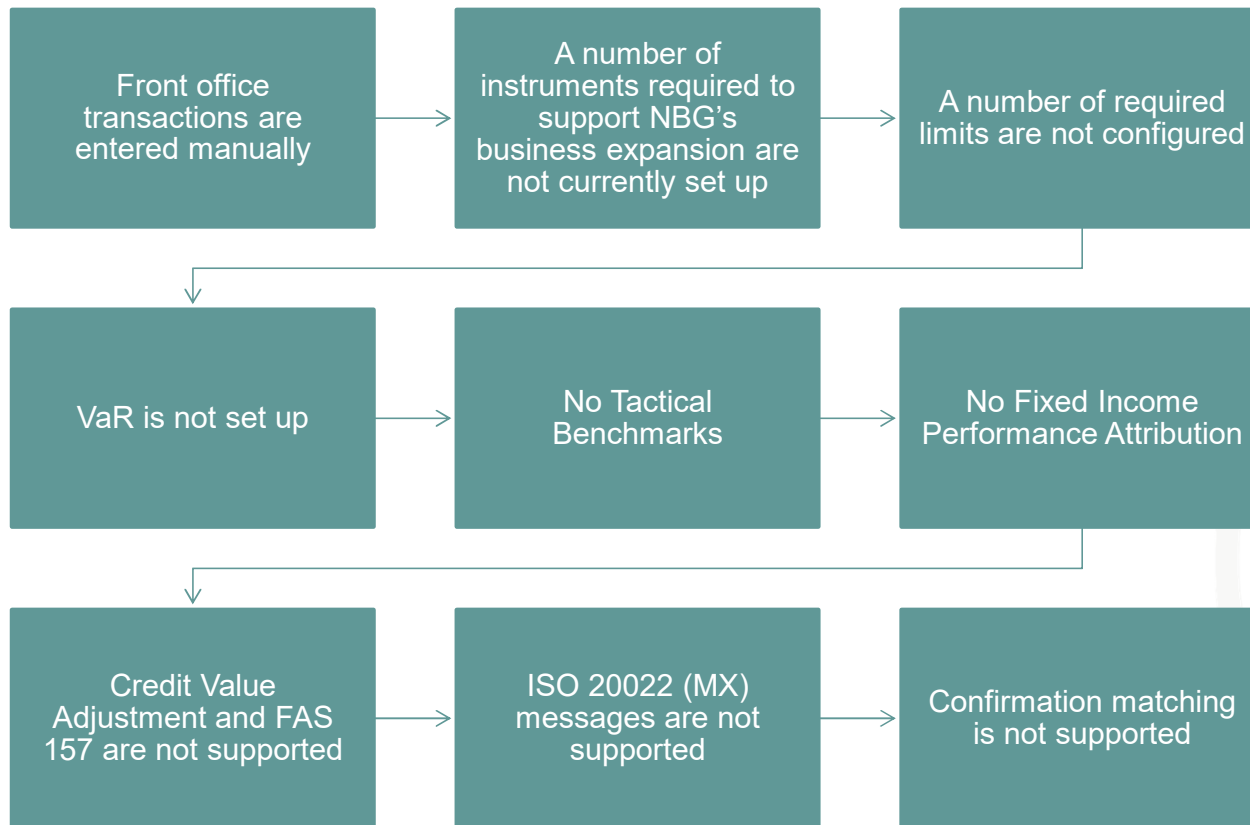 Front office
transactions are
entered manually
A number of
instruments required to
support NBG’s
business expansion are
not currently set up
A number of required
limits are not configured
VaR is not set up
No Tactical
Benchmarks
No Fixed Income
Performance Attribution
Credit Value
Adjustment and FAS
157 are not supported
ISO 20022 (MX)
messages are not
supported
Confirmation matching
is not supported